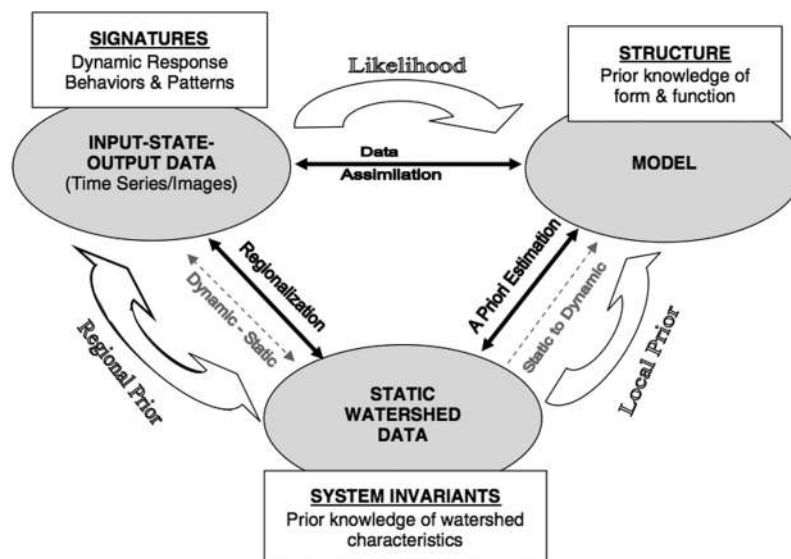 SIGNATURES
Dynamic Response
Behaviors & Patterns
INPUT-STATE-
OUTPUT DATA
(Time Series/Images)
Likelihood
Data
Assimilation
STRUCTURE
Prior knowledge of
form & function
MODEL
Regionalization
Dynamic - Static
Regional Prior
A Priori Estimation
Static to Dynamic
Local Prior
STATIC
WATERSHED
DATA
SYSTEM INVARIANTS
Prior knowledge of watershed
characteristics